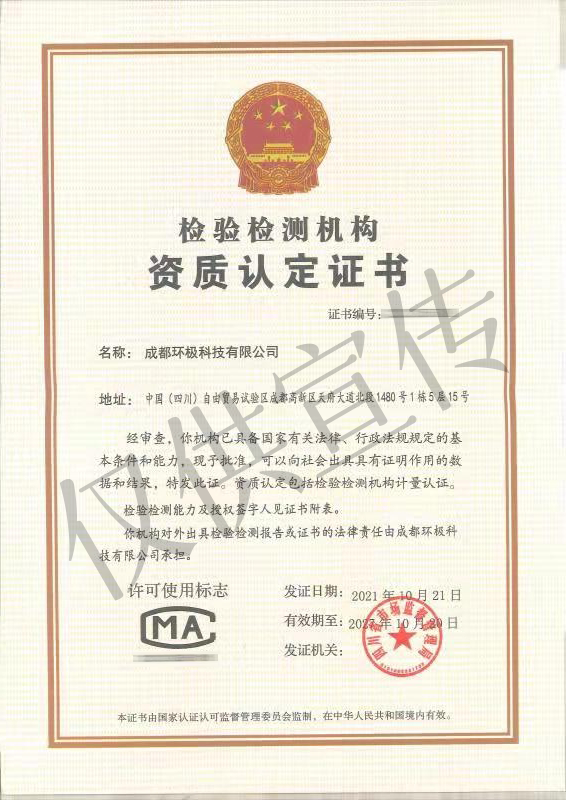 检验检测机构
资质认定证书
证书编号:
名称: 成都环极科技有限公司
地址: 中国(四川)自由贸易试验区成都高新区天府大道北段1480号1栋5层15号
经审查,你机构已具备国家有关法律、行政法规规定的基
本条件和能力,现予批准,可以向社会出具具有证明作用的数
据和结果,特发此证。资质认定包括检验检测机构计量认证。
检验检测能力及授权签字人见证书附表。
你机构对外出具检验检测报告或证书的法律责任由成都环极科
技有限公司承担。
许可使用标志
MA
发证日期: 2021年10月21日
有效期至: 2027年10月20日
发证机关:
四川省市场监督管理局
本证书由国家认证认可监督管理委员会监制,在中华人民共和国境内有效。
仅供宣传